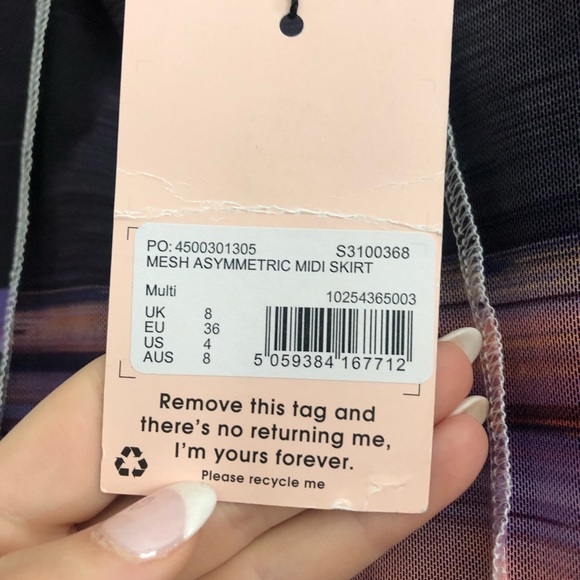 PO: 4500301305 S3100368
MESH ASYMMETRIC MIDI SKIRT
Multi 10254365003
UK 8
EU 36
US 4
AUS 8
5 059384 167712
Remove this tag and
there's no returning me,
I'm yours forever.
Please recycle me